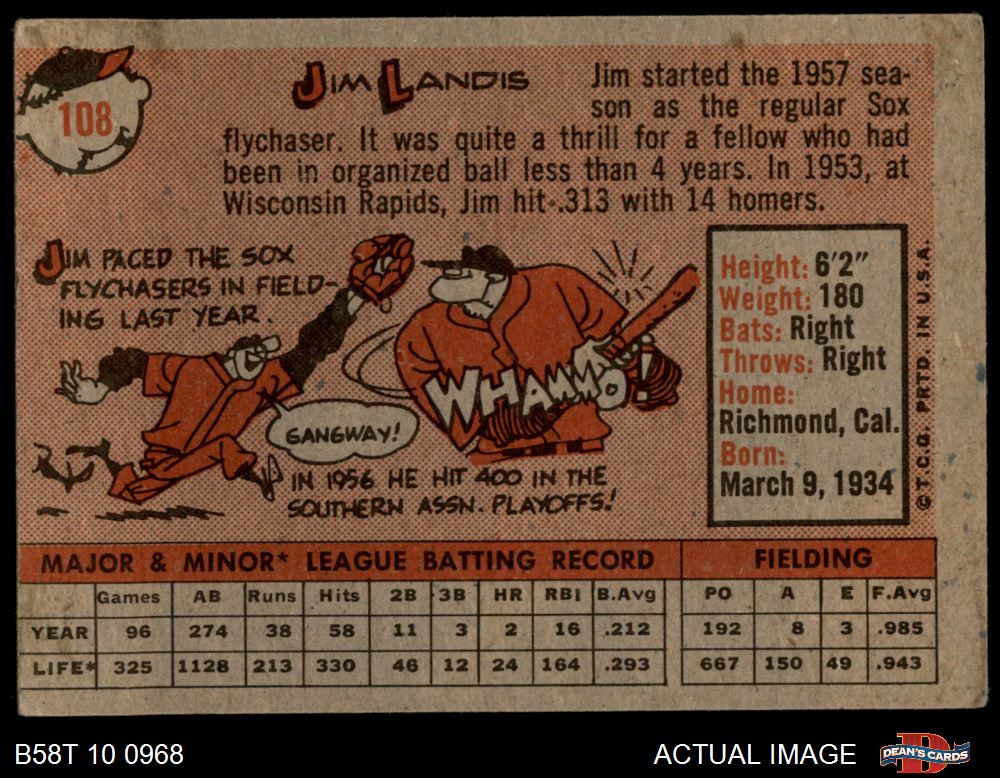 108
JIM LANDIS
Jim started the 1957 sea-
son as the regular Sox
flychaser. It was quite a thrill for a fellow who had
been in organized ball less than 4 years. In 1953, at
Wisconsin Rapids, Jim hit .313 with 14 homers.
JIM PACED THE SOX
FLYCHASERS IN FIELD-
ING LAST YEAR.
GANGWAY!
WHAMMO!
IN 1956 HE HIT 400 IN THE
SOUTHERN ASSN. PLAYOFFS!
Height: 6'2"
Weight: 180
Bats: Right
Throws: Right
Home:
Richmond, Cal.
Born:
March 9, 1934
© T.C.G. PRTD. IN U.S.A.
MAJOR & MINOR* LEAGUE BATTING RECORD FIELDING
Games AB Runs Hits 2B 3B HR RBI B.Avg PO A E F.Avg
YEAR 96 274 38 58 11 3 2 16 .212 192 8 3 .985
LIFE* 325 1128 213 330 46 12 24 164 .293 667 150 49 .943
B58T 10 0968 ACTUAL IMAGE DEAN'S CARDS